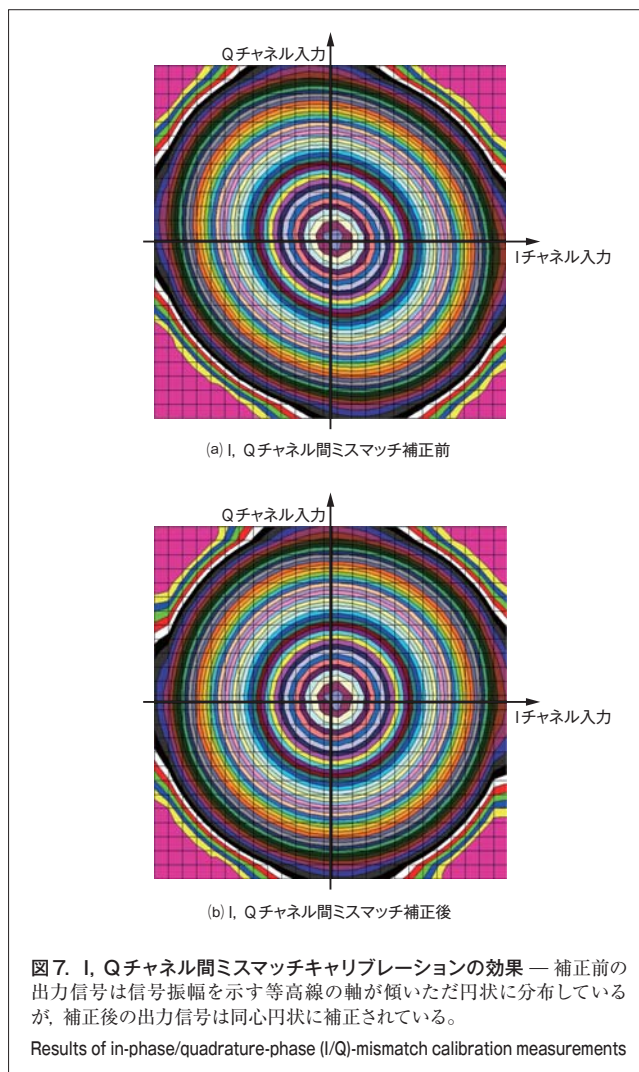 Qチャネル入力
Iチャネル入力
(a) I, Qチャネル間ミスマッチ補正前
Qチャネル入力
Iチャネル入力
(b) I, Qチャネル間ミスマッチ補正後
図7. I, Qチャネル間ミスマッチキャリブレーションの効果 — 補正前の
出力信号は信号振幅を示す等高線の軸が傾いただ円状に分布している
が, 補正後の出力信号は同心円状に補正されている。
Results of in-phase/quadrature-phase (I/Q)-mismatch calibration measurements